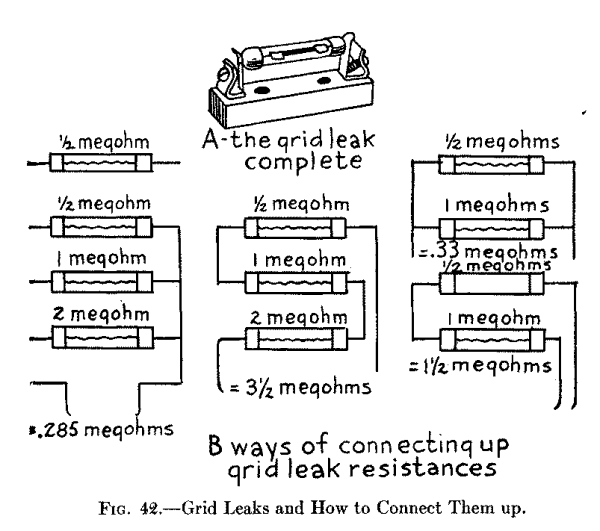 A-the grid leak
complete
½ megohm
½ megohm
1 megohm
2 megohm
=.285 megohms
½ megohm
1 megohm
2 megohm
= 3½ megohms
½ megohms
1 megohms
=.33 megohms
½ megohms
1 megohm
=1½ megohms
B ways of connecting up
grid leak resistances
FIG. 42.—Grid Leaks and How to Connect Them up.